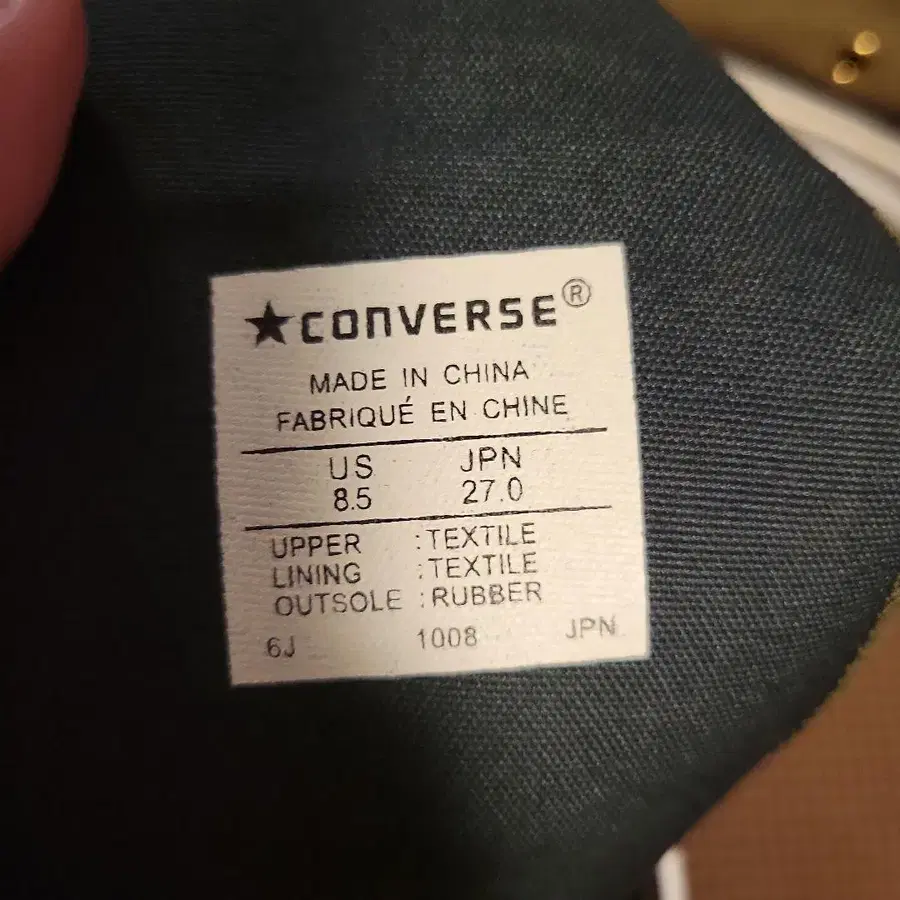 ★CONVERSE®
MADE IN CHINA
FABRIQUÉ EN CHINE
US JPN
8.5 27.0
UPPER :TEXTILE
LINING :TEXTILE
OUTSOLE :RUBBER
6J 1008 JPN